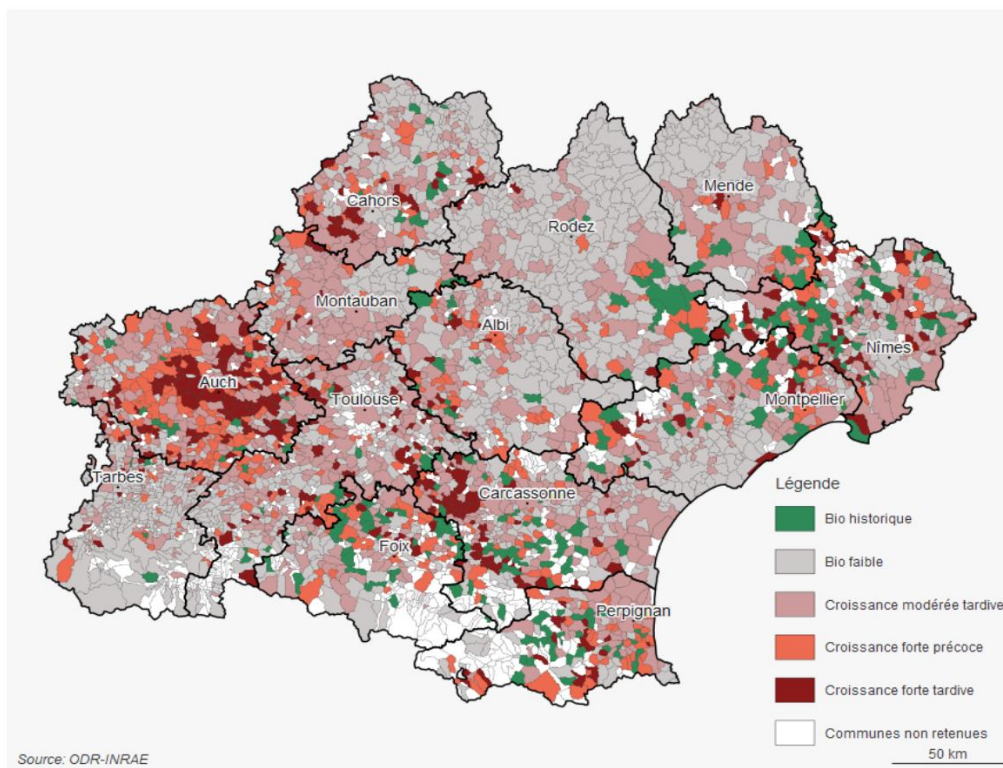 Mende
Cahors
Rodez
Montauban
Albi
Nîmes
Auch
Toulouse
Montpellier
Tarbes
Carcassonne
Foix
Perpignan
Légende
Bio historique
Bio faible
Croissance modérée tardive
Croissance forte précoce
Croissance forte tardive
Communes non retenues
50 km
Source: ODR-INRAE